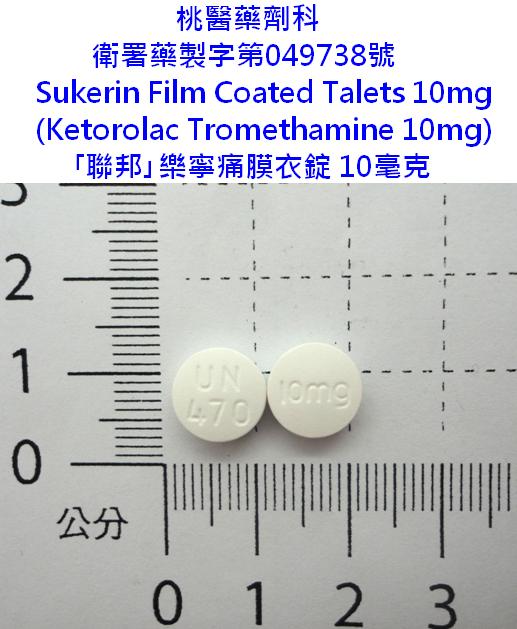 桃醫藥劑科
衛署藥製字第049738號
Sukerin Film Coated Talets 10mg
(Ketorolac Tromethamine 10mg)
「聯邦」樂寧痛膜衣錠 10毫克
3
2
1
UN
470
10mg
0
公分
0 1 2 3